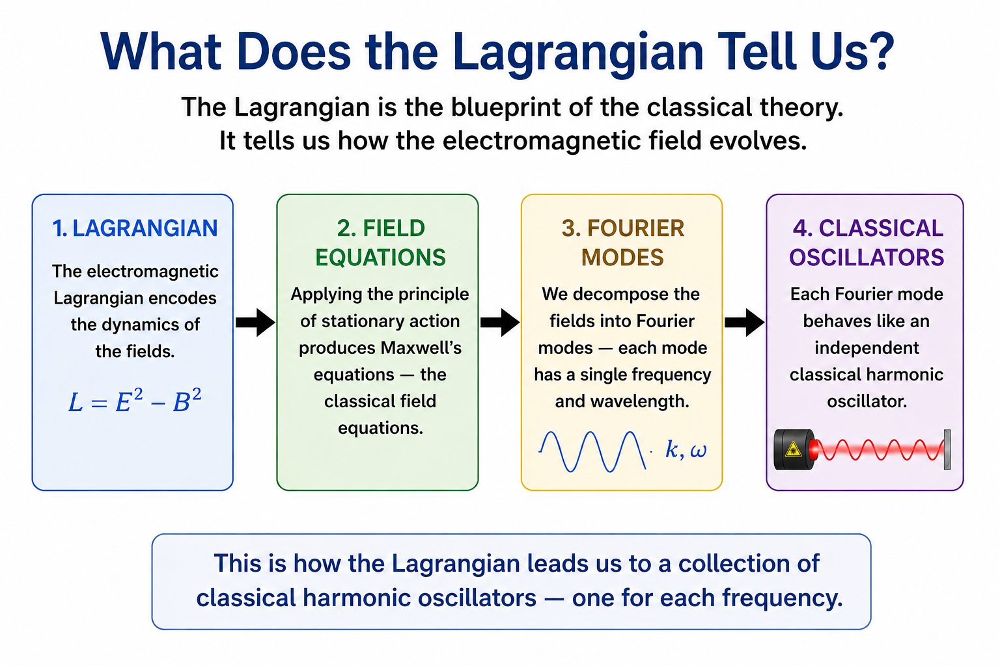 What Does the Lagrangian Tell Us?
The Lagrangian is the blueprint of the classical theory.
It tells us how the electromagnetic field evolves.
1. LAGRANGIAN
The electromagnetic
Lagrangian encodes
the dynamics of
the fields.
L = E² − B²
2. FIELD
EQUATIONS
Applying the principle
of stationary action
produces Maxwell's
equations — the
classical field
equations.
3. FOURIER
MODES
We decompose the
fields into Fourier
modes — each mode
has a single frequency
and wavelength.
k, ω
4. CLASSICAL
OSCILLATORS
Each Fourier mode
behaves like an
independent
classical harmonic
oscillator.
This is how the Lagrangian leads us to a collection of
classical harmonic oscillators — one for each frequency.